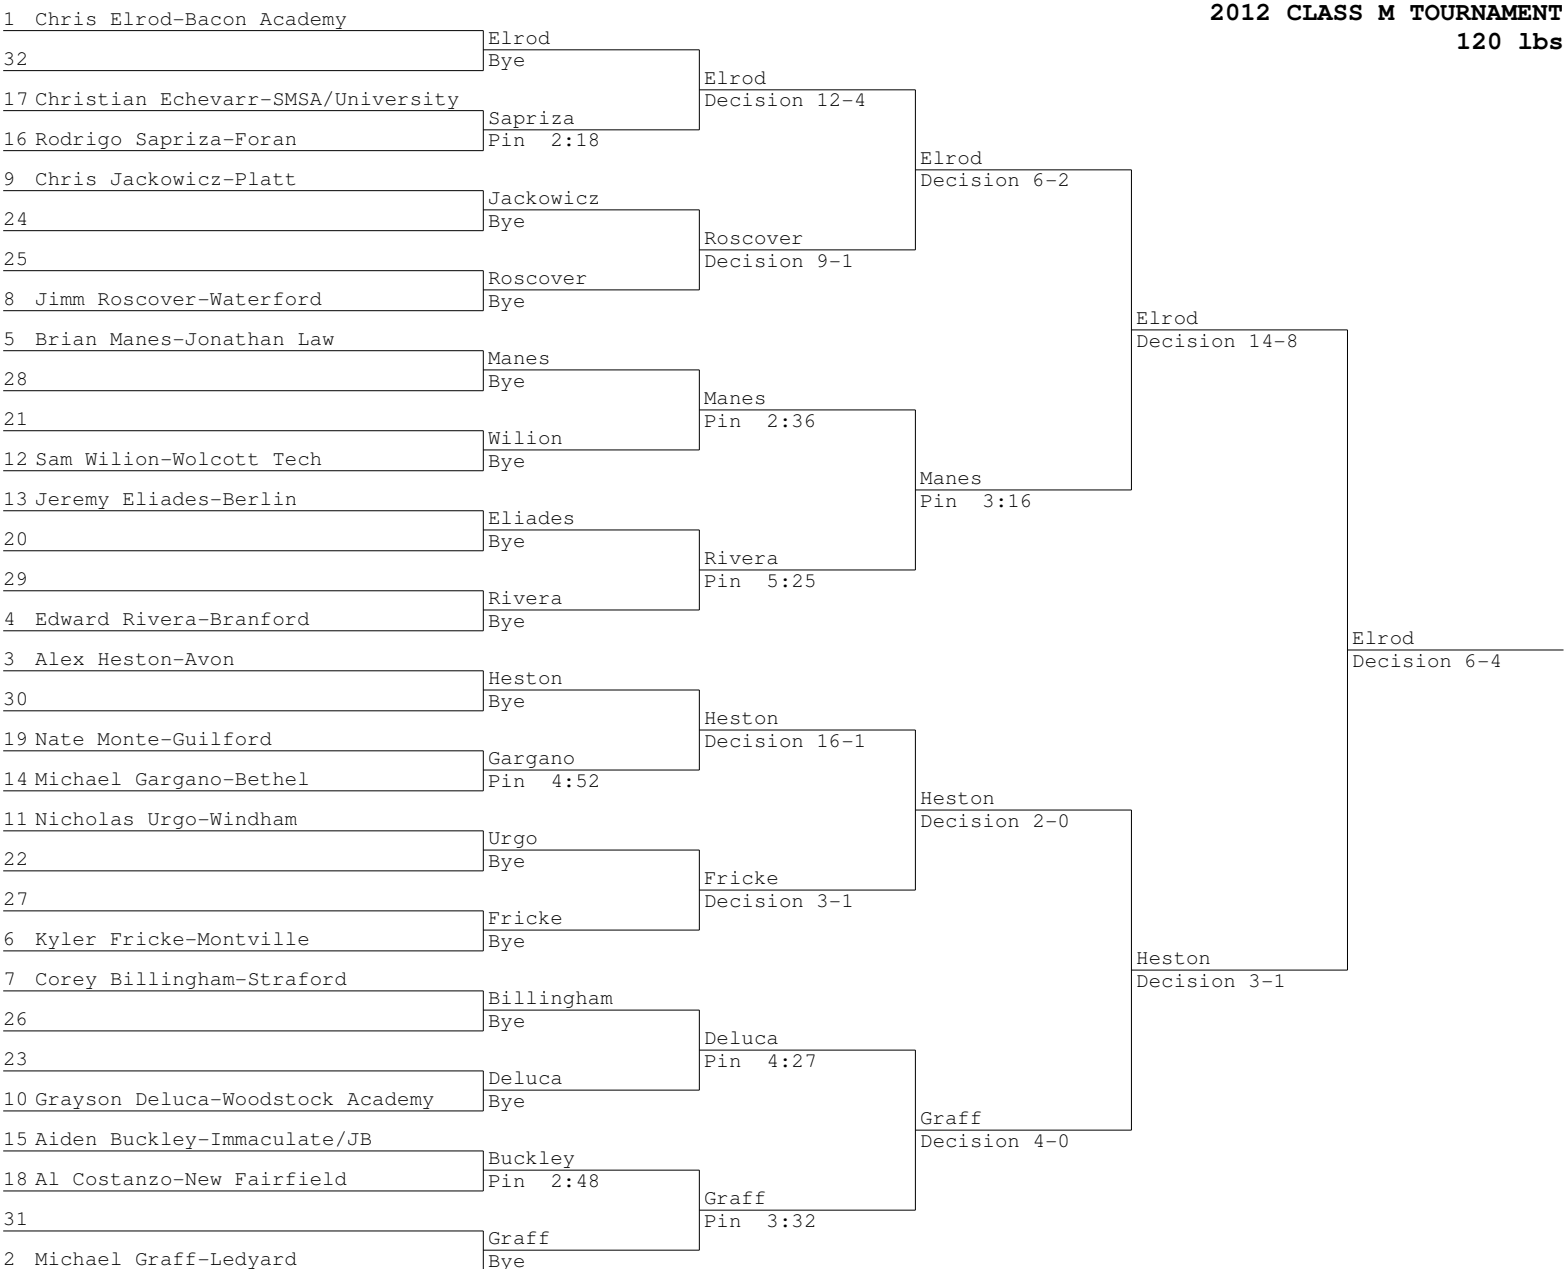 2012 CLASS M TOURNAMENT
120 lbs
1 Chris Elrod-Bacon Academy
32
17 Christian Echevarr-SMSA/University
16 Rodrigo Sapriza-Foran
9 Chris Jackowicz-Platt
24
25
8 Jimm Roscover-Waterford
5 Brian Manes-Jonathan Law
28
21
12 Sam Wilion-Wolcott Tech
13 Jeremy Eliades-Berlin
20
29
4 Edward Rivera-Branford
3 Alex Heston-Avon
30
19 Nate Monte-Guilford
14 Michael Gargano-Bethel
11 Nicholas Urgo-Windham
22
27
6 Kyler Fricke-Montville
7 Corey Billingham-Straford
26
23
10 Grayson Deluca-Woodstock Academy
15 Aiden Buckley-Immaculate/JB
18 Al Costanzo-New Fairfield
31
2 Michael Graff-Ledyard
Elrod
Bye
Sapriza
Pin 2:18
Jackowicz
Bye
Roscover
Bye
Manes
Bye
Wilion
Bye
Eliades
Bye
Rivera
Bye
Heston
Bye
Gargano
Pin 4:52
Urgo
Bye
Fricke
Bye
Billingham
Bye
Deluca
Bye
Buckley
Pin 2:48
Graff
Bye
Elrod
Decision 12-4
Roscover
Decision 9-1
Manes
Pin 2:36
Rivera
Pin 5:25
Heston
Decision 16-1
Fricke
Decision 3-1
Deluca
Pin 4:27
Graff
Pin 3:32
Elrod
Decision 6-2
Manes
Pin 3:16
Heston
Decision 2-0
Graff
Decision 4-0
Elrod
Decision 14-8
Heston
Decision 3-1
Elrod
Decision 6-4